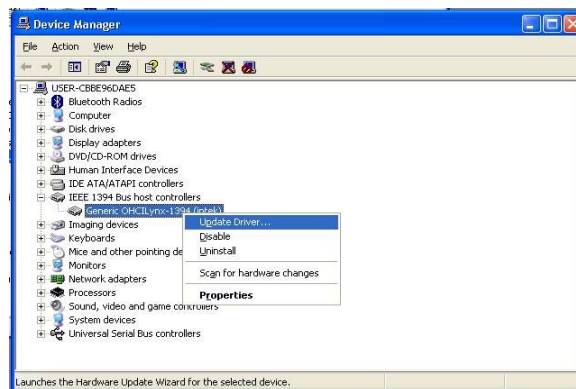 Device Manager
File Action View Help
USER-CBBE96DAE5
Bluetooth Radios
Computer
Disk drives
Display adapters
DVD/CD-ROM drives
Human Interface Devices
IDE ATA/ATAPI controllers
IEEE 1394 Bus host controllers
Generic OHCILynx-1394 (intek)
Update Driver...
Disable
Uninstall
Scan for hardware changes
Properties
Imaging devices
Keyboards
Mice and other pointing de
Monitors
Network adapters
Processors
Sound, video and game controllers
System devices
Universal Serial Bus controllers
Launches the Hardware Update Wizard for the selected device.